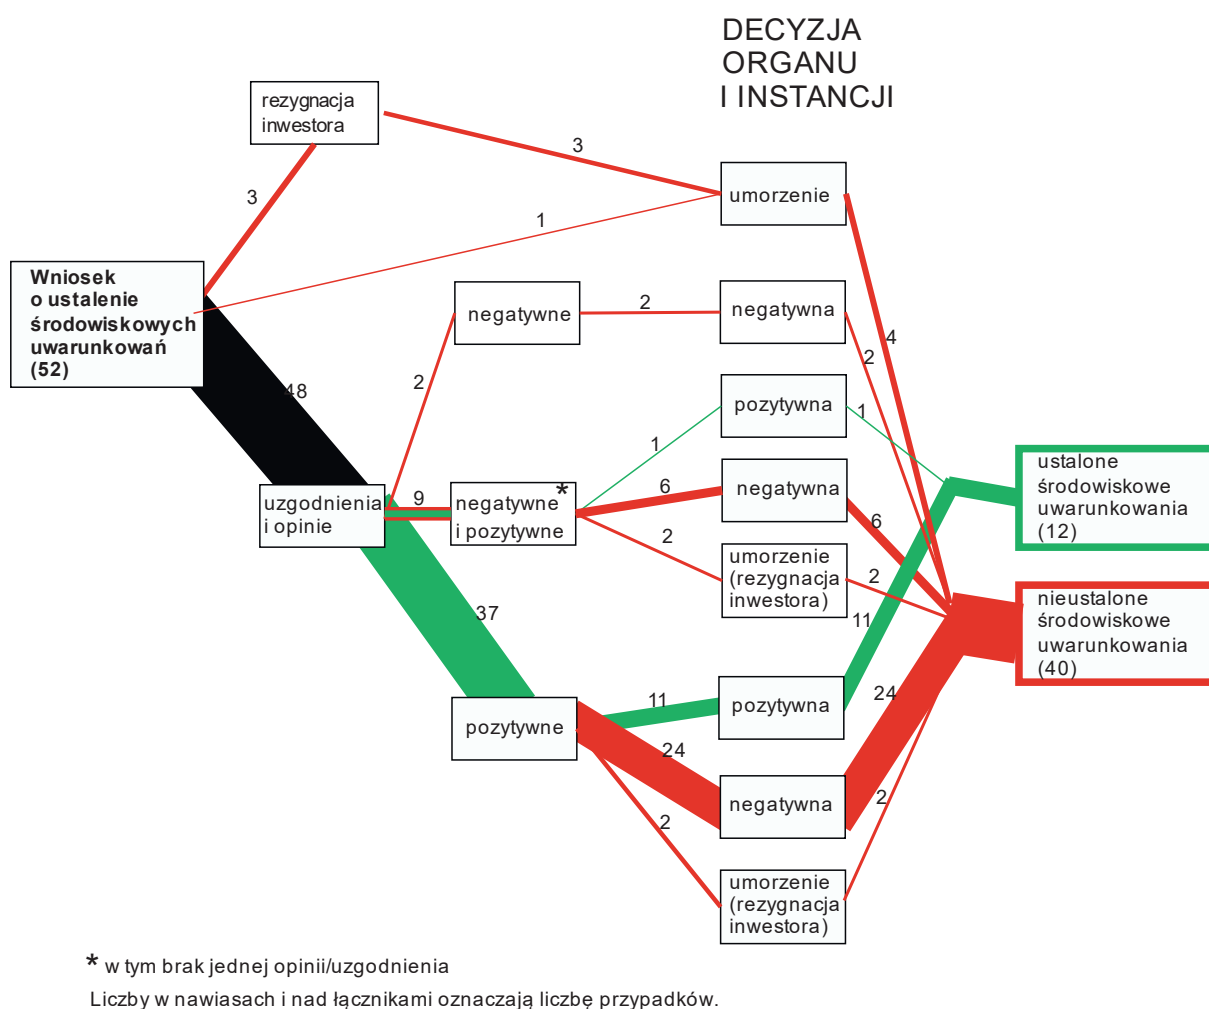 DECYZJA
ORGANU
I INSTANCJI
rezygnacja
inwestora
3
3
1
umorzenie
Wniosek
o ustalenie
środowiskowych
uwarunkowań
(52)
48
negatywne
2
negatywna
2
4
2
pozytywna
1
1
uzgodnienia
i opinie
9
negatywne*
i pozytywne
6
negatywna
6
2
umorzenie
(rezygnacja
inwestora)
2
ustalone
środowiskowe
uwarunkowania
(12)
nieustalone
środowiskowe
uwarunkowania
(40)
37
11
pozytywne
11
pozytywna
24
24
negatywna
2
2
umorzenie
(rezygnacja
inwestora)
* w tym brak jednej opinii/uzgodnienia
Liczby w nawiasach i nad łącznikami oznaczają liczbę przypadków.